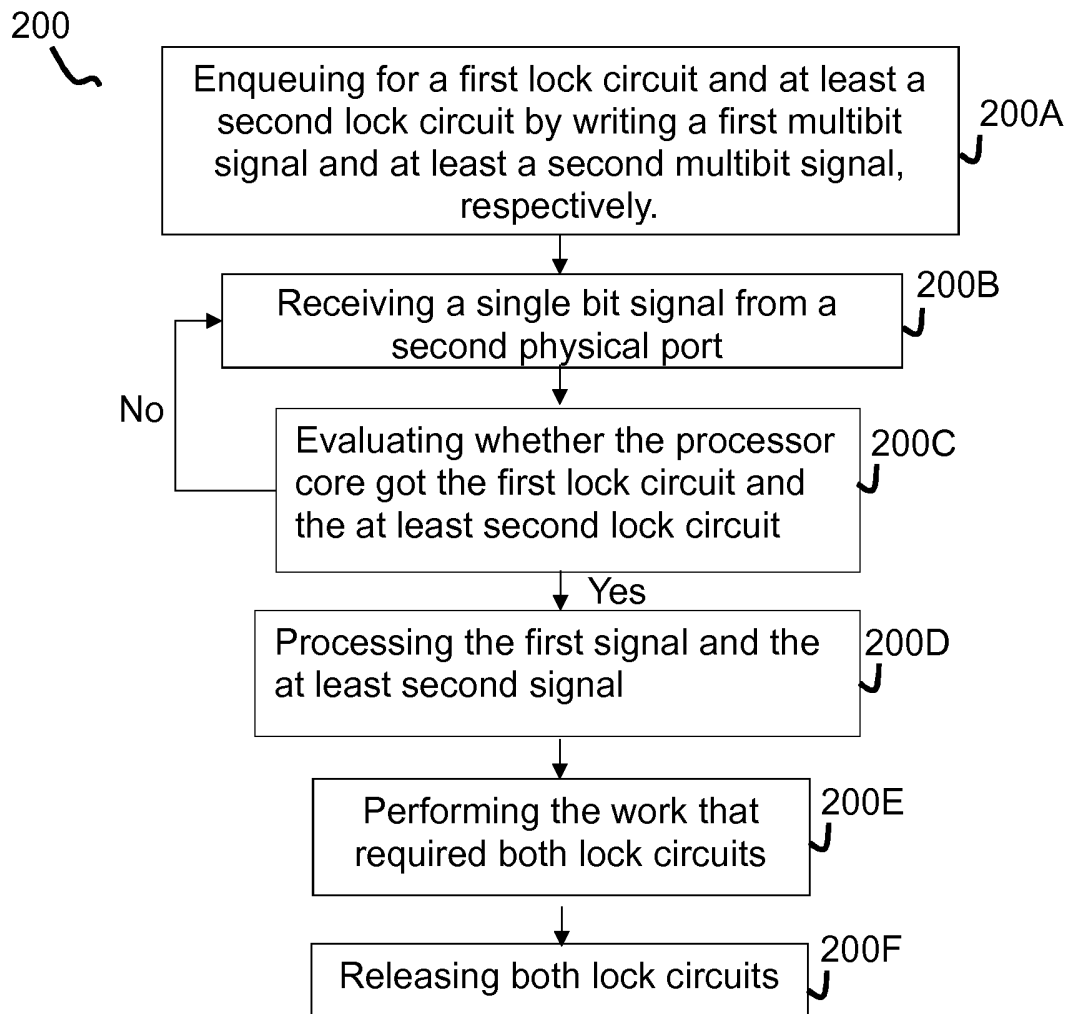 200
Enqueuing for a first lock circuit and at least a
second lock circuit by writing a first multibit
signal and at least a second multibit signal,
respectively.
200A
Receiving a single bit signal from a
second physical port
200B
No
Evaluating whether the processor
core got the first lock circuit and
the at least second lock circuit
200C
Yes
Processing the first signal and the
at least second signal
200D
Performing the work that
required both lock circuits
200E
Releasing both lock circuits
200F